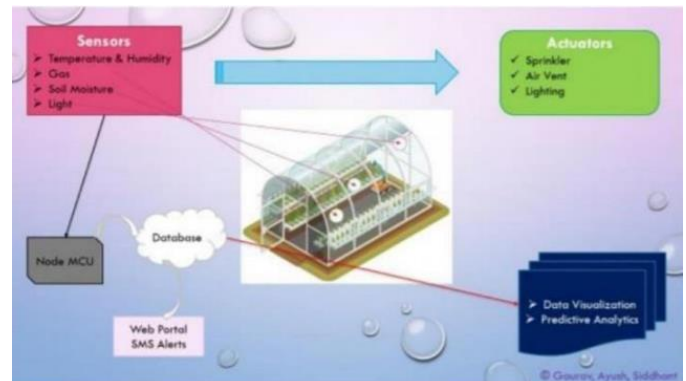 Sensors
➢ Temperature & Humidity
➢ Gas
➢ Soil Moisture
➢ Light
Actuators
✓ Sprinkler
✓ Air Vent
✓ Lighting
Node MCU
Database
Web Portal
SMS Alerts
➢ Data Visualization
➢ Predictive Analytics
© Gaurav, Ayush, Siddhant